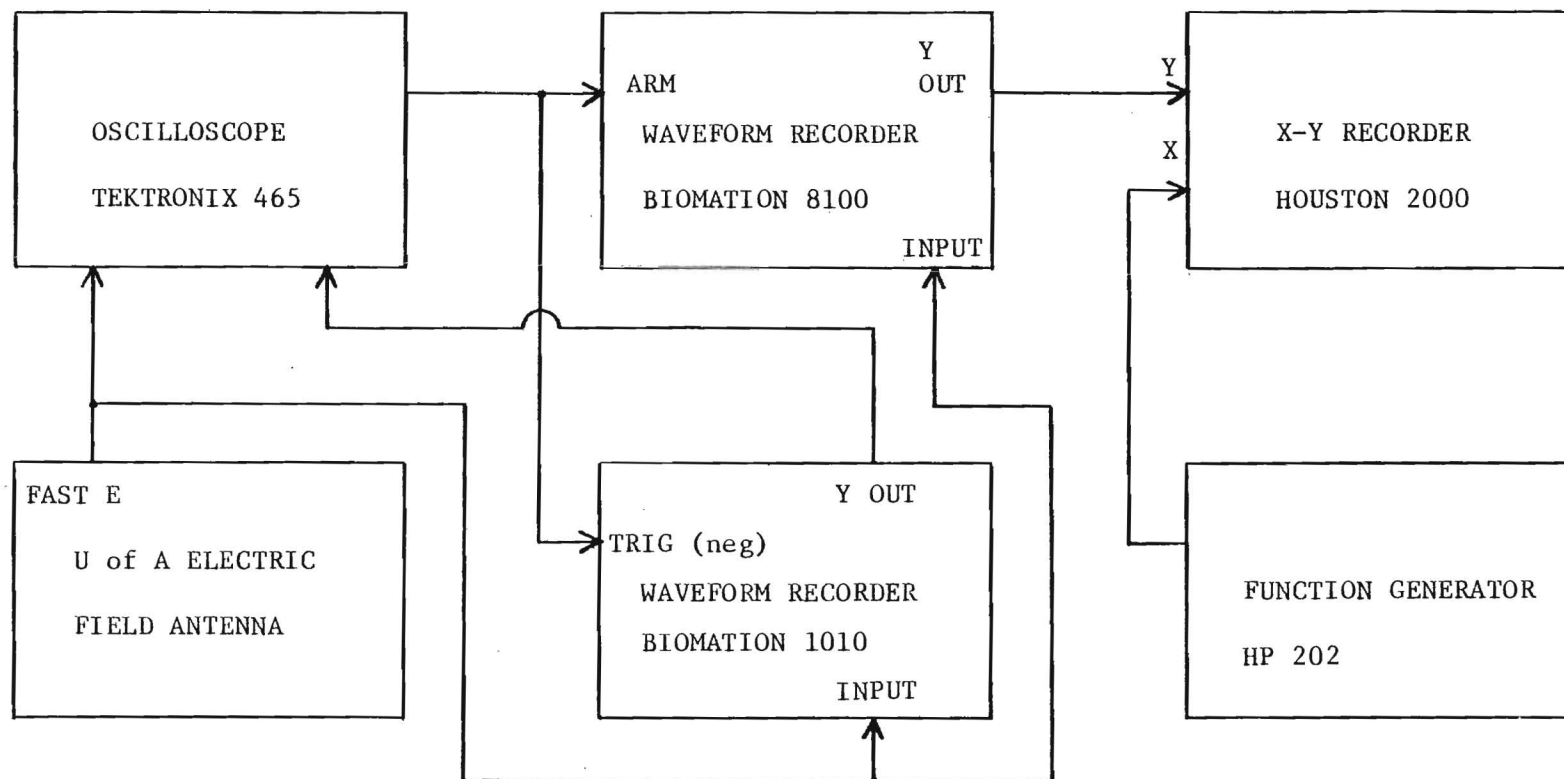 OSCILLOSCOPE
TEKTRONIX 465
ARM
Y
OUT
WAVEFORM RECORDER
BIOMATION 8100
INPUT
Y
X
X-Y RECORDER
HOUSTON 2000
FAST E
U of A ELECTRIC
FIELD ANTENNA
Y OUT
TRIG (neg)
WAVEFORM RECORDER
BIOMATION 1010
INPUT
FUNCTION GENERATOR
HP 202